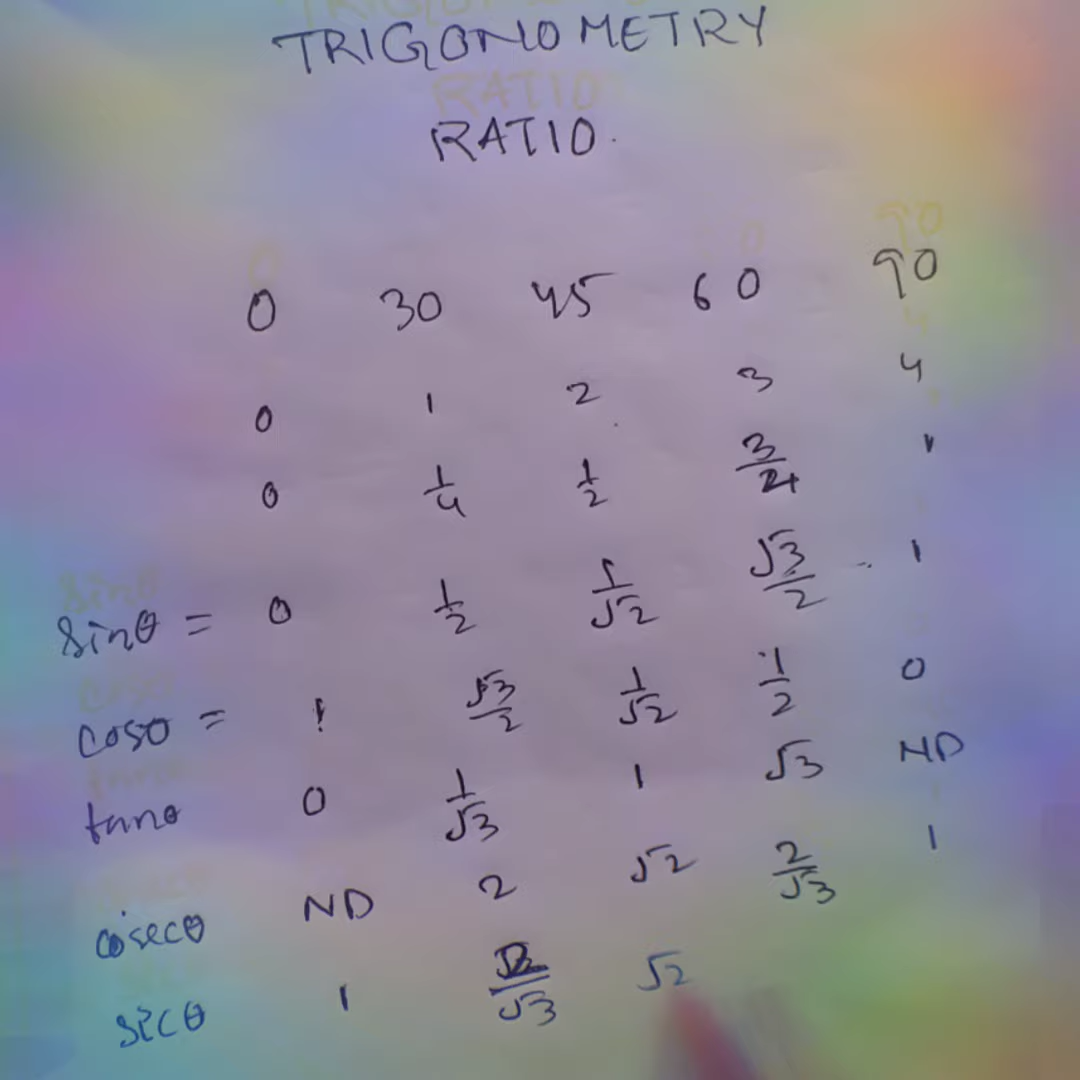 TRIGONOMETRY
RATIO.
0 30 45 60 90
0 1 2 3 4
0 1/4 1/2 3/4 1
sinθ = 0 1/2 1/√2 √3/2 1
cosθ = 1 √3/2 1/√2 1/2 0
tanθ 0 1/√3 1 √3 ND
cosecθ ND 2 √2 2/√3 1
secθ 1 2/√3 √2